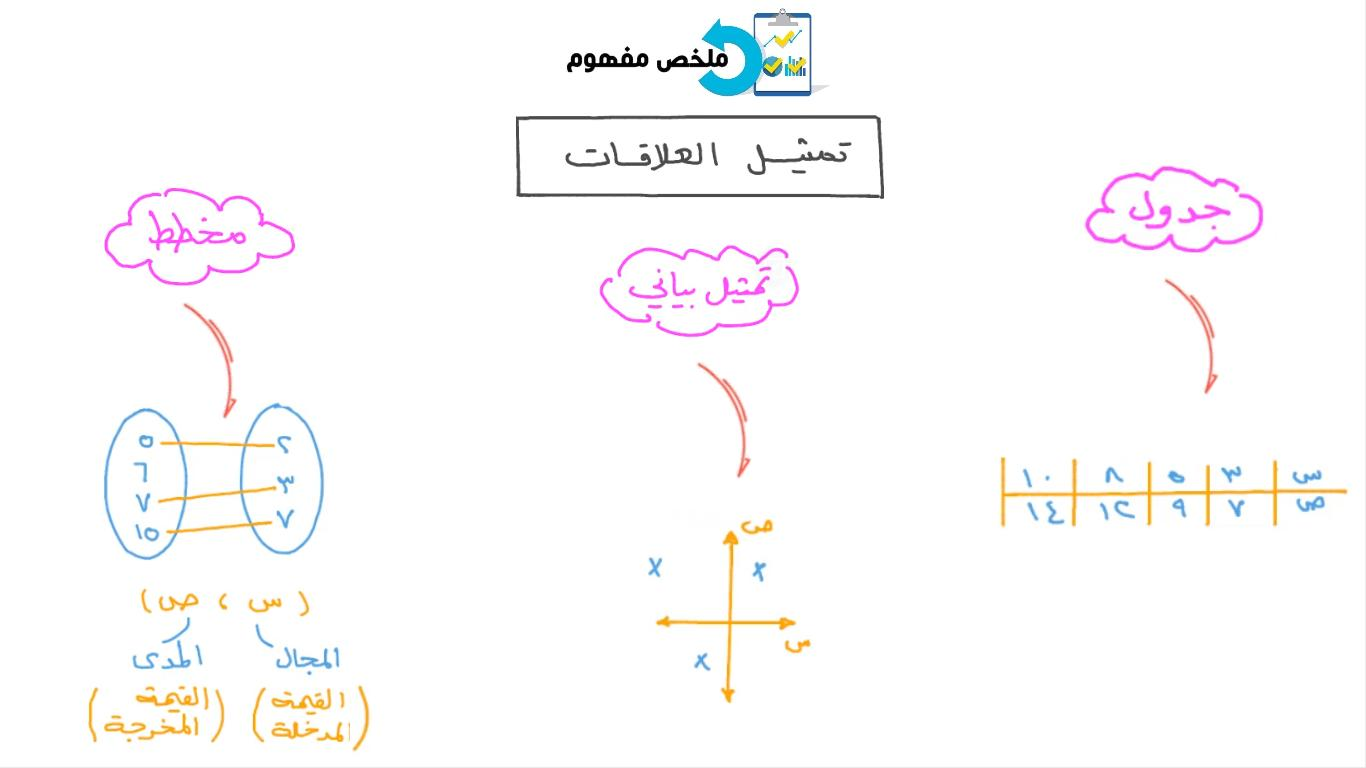 ملخص مفهوم
تمثيل العلاقات
جدول
س ٣ ٥ ٨ ١٠
ص ٧ ٩ ١٢ ١٤
تمثيل بياني
ص
س
مخطط
٢ ٥
٦
٣ ٧
٧ ١٥
(س ، ص)
المجال المدى
(القيمة المدخلة) (القيمة المخرجة)